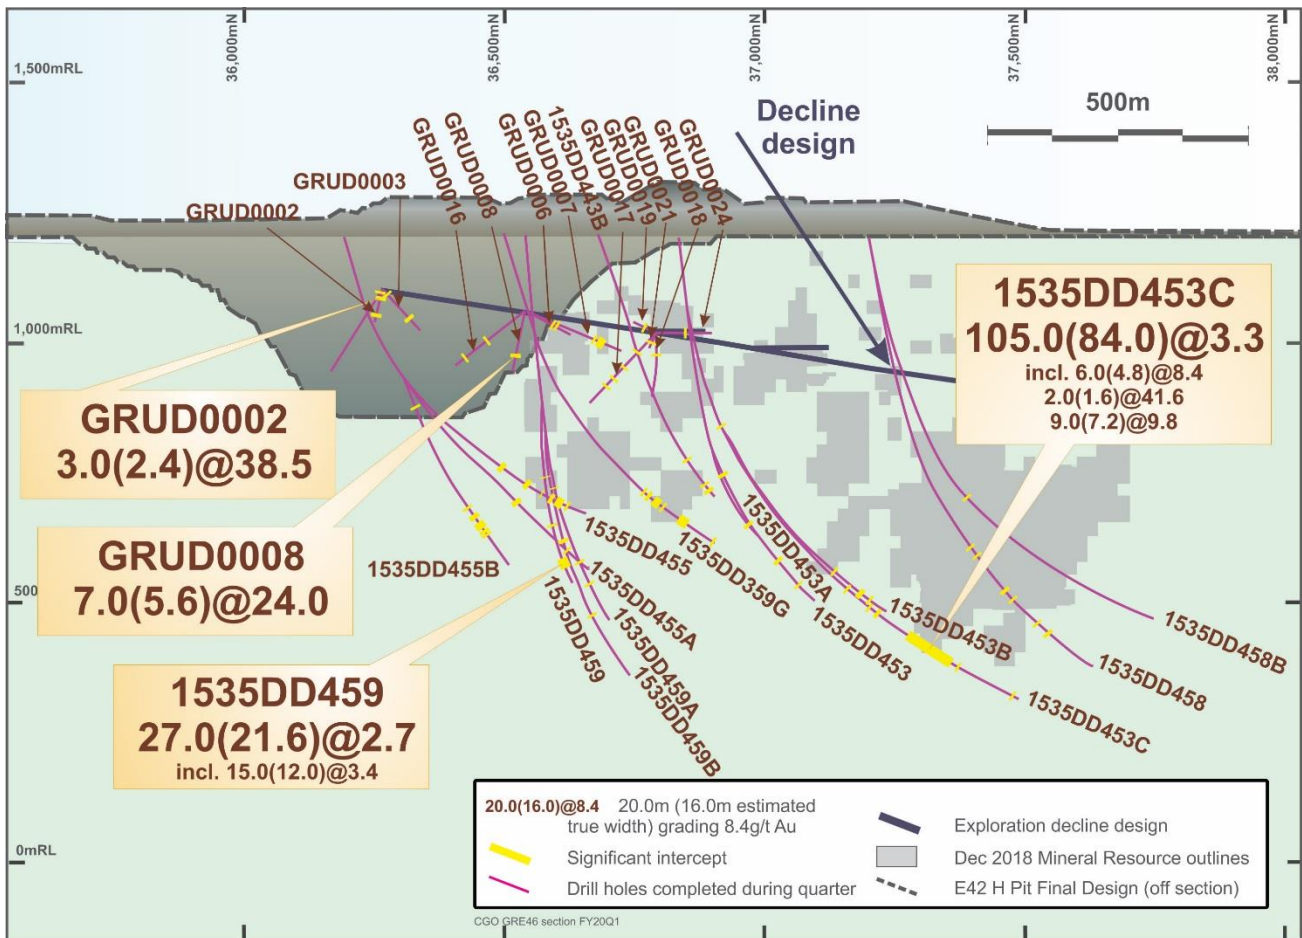 36,000mN
36,500mN
37,000mN
37,500mN
38,000mN
1,500mRL
500m
Decline
design
GRUD0003
GRUD0002
GRUD0016
GRUD0008
GRUD0006
GRUD0007
1535DD443B
GRUD0017
GRUD0019
GRUD0021
GRUD0018
GRUD0024
1,000mRL
1535DD453C
105.0(84.0)@3.3
incl. 6.0(4.8)@8.4
2.0(1.6)@41.6
9.0(7.2)@9.8
GRUD0002
3.0(2.4)@38.5
GRUD0008
7.0(5.6)@24.0
500
1535DD455B
1535DD455
1535DD455A
1535DD459
1535DD459A
1535DD459B
1535DD359G
1535DD453A
1535DD453
1535DD453B
1535DD453C
1535DD458
1535DD458B
1535DD459
27.0(21.6)@2.7
incl. 15.0(12.0)@3.4
0mRL
20.0(16.0)@8.4 20.0m (16.0m estimated
true width) grading 8.4g/t Au
Significant intercept
Drill holes completed during quarter
Exploration decline design
Dec 2018 Mineral Resource outlines
E42 H Pit Final Design (off section)
CGO GRE46 section FY20Q1